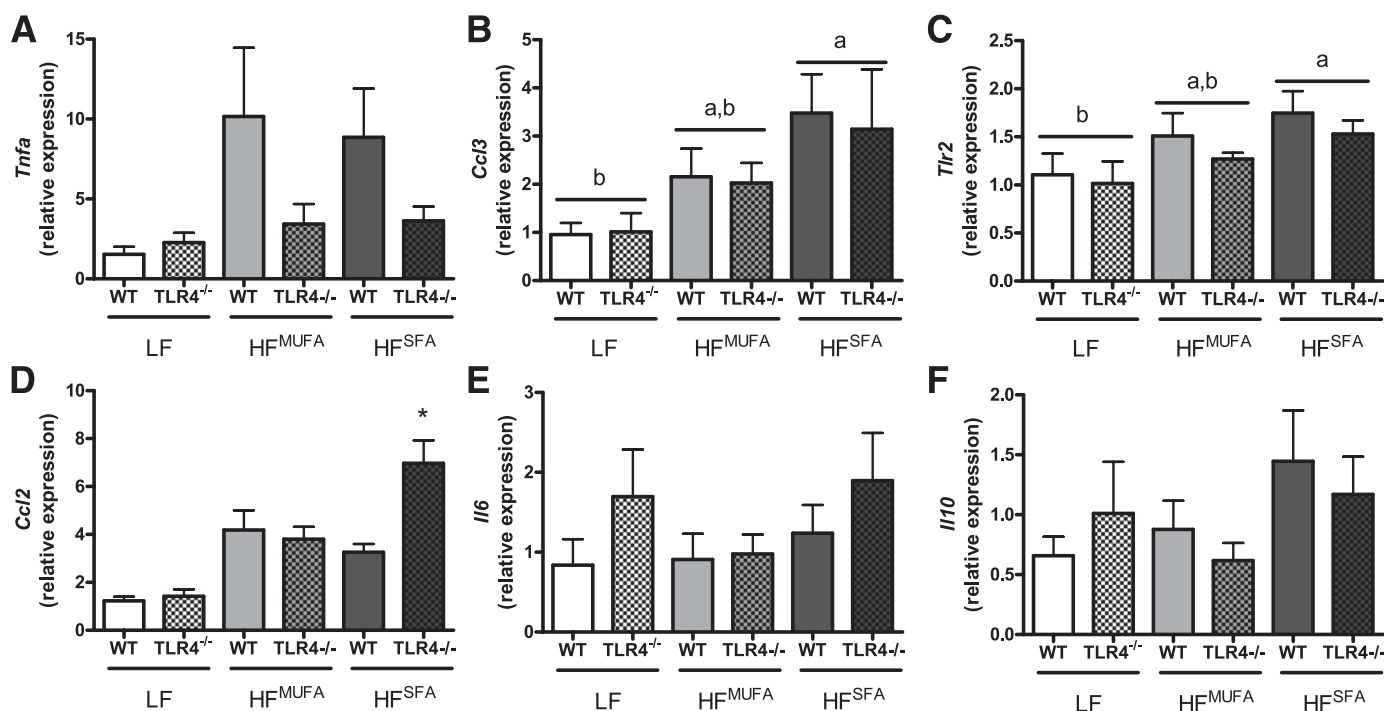 A
Tnfa
(relative expression)
15
10
5
0
WT TLR4-/- WT TLR4-/- WT TLR4-/-
LF HFMUFA HFSFA
B
Ccl3
(relative expression)
5
4
3
2
1
0
b
a,b
a
WT TLR4-/- WT TLR4-/- WT TLR4-/-
LF HFMUFA HFSFA
C
Tlr2
(relative expression)
2.5
2.0
1.5
1.0
0.5
0.0
b
a,b
a
WT TLR4-/- WT TLR4-/- WT TLR4-/-
LF HFMUFA HFSFA
D
Ccl2
(relative expression)
10
8
6
4
2
0
*
WT TLR4-/- WT TLR4-/- WT TLR4-/-
LF HFMUFA HFSFA
E
Il6
(relative expression)
3
2
1
0
WT TLR4-/- WT TLR4-/- WT TLR4-/-
LF HFMUFA HFSFA
F
Il10
(relative expression)
2.0
1.5
1.0
0.5
0.0
WT TLR4-/- WT TLR4-/- WT TLR4-/-
LF HFMUFA HFSFA